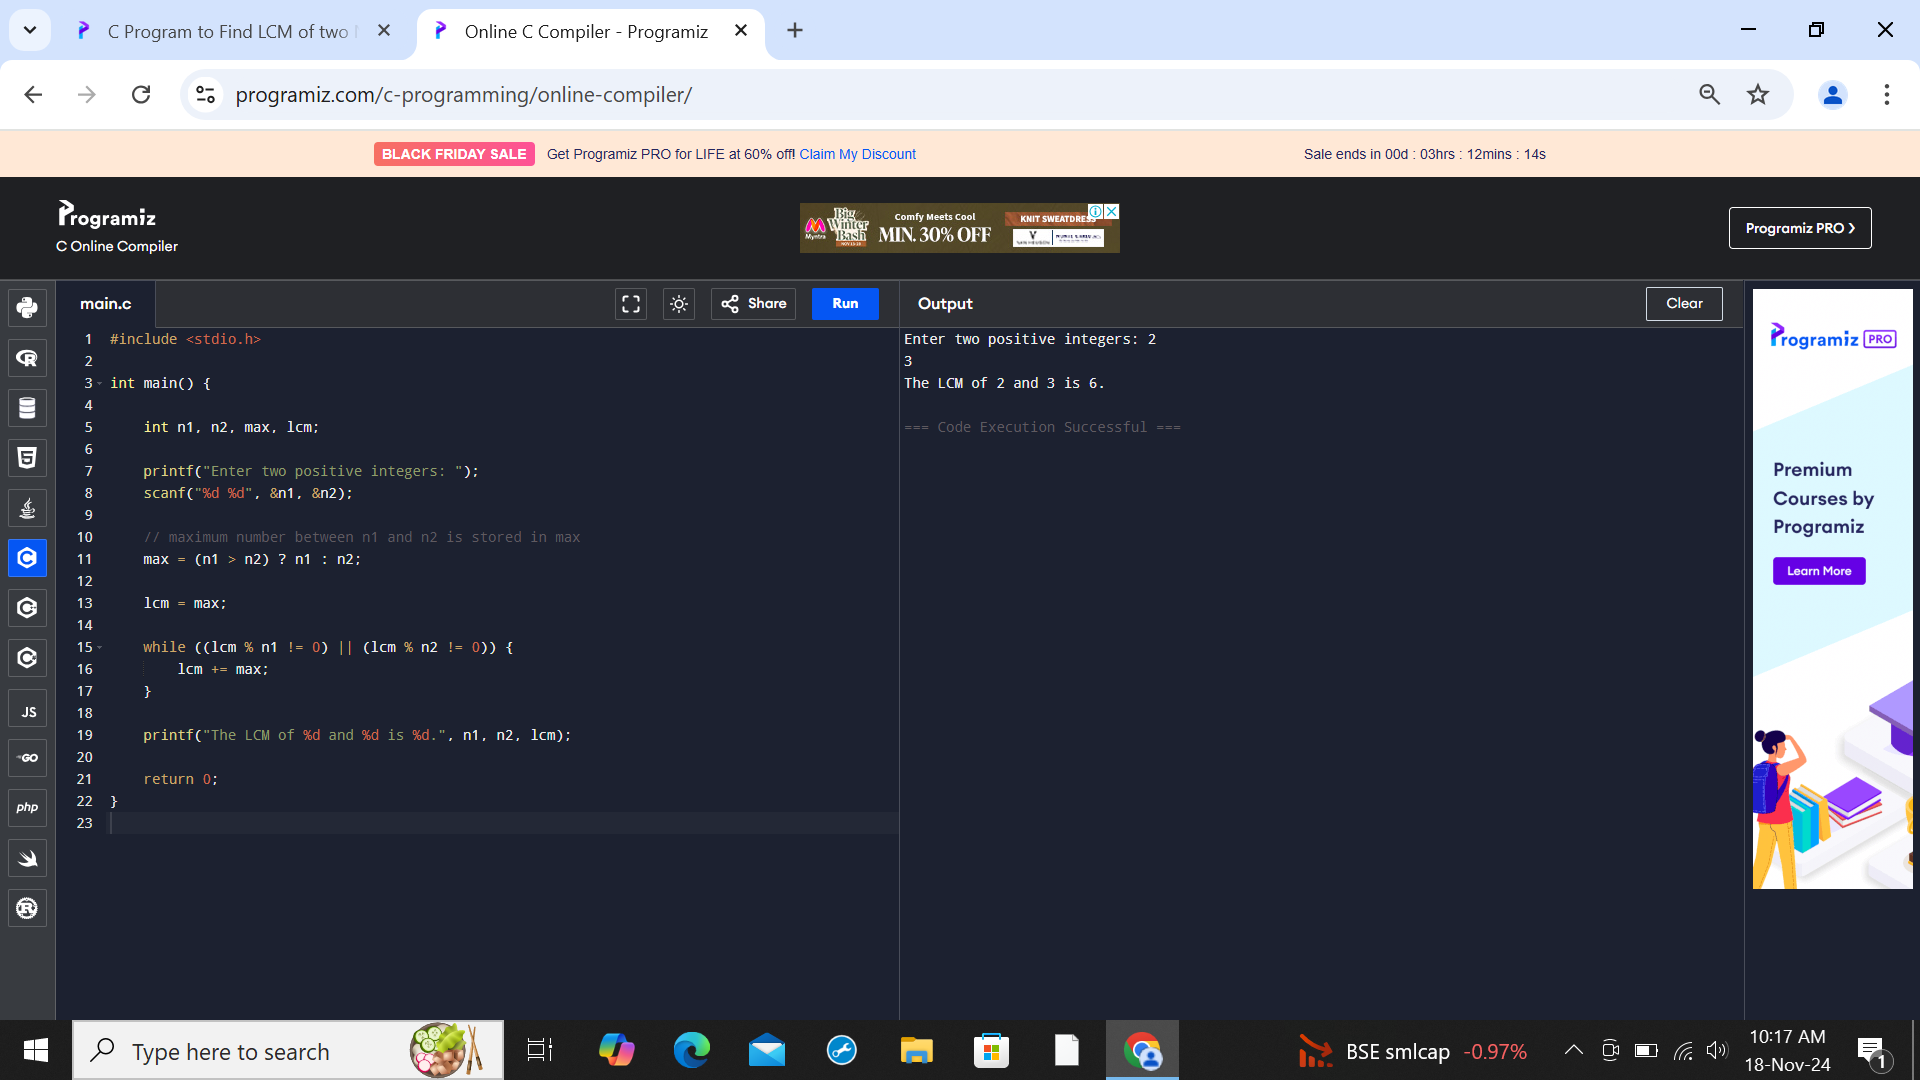 C Program to Find LCM of two
Online C Compiler - Programiz
programiz.com/c-programming/online-compiler/
BLACK FRIDAY SALE Get Programiz PRO for LIFE at 60% off! Claim My Discount
Sale ends in 00d : 03hrs : 12mins : 14s
Programiz
C Online Compiler
Myntra
Big
Winter
Bash
Comfy Meets Cool
MIN. 30% OFF
KNIT SWEATDRESS
Programiz PRO ❯
main.c
Share
Run
Output
Clear
1 #include <stdio.h>
2
3 int main() {
4
5 int n1, n2, max, lcm;
6
7 printf("Enter two positive integers: ");
8 scanf("%d %d", &n1, &n2);
9
10 // maximum number between n1 and n2 is stored in max
11 max = (n1 > n2) ? n1 : n2;
12
13 lcm = max;
14
15 while ((lcm % n1 != 0) || (lcm % n2 != 0)) {
16 lcm += max;
17 }
18
19 printf("The LCM of %d and %d is %d.", n1, n2, lcm);
20
21 return 0;
22 }
23
Enter two positive integers: 2
3
The LCM of 2 and 3 is 6.
=== Code Execution Successful ===
JS
GO
php
Programiz PRO
Premium
Courses by
Programiz
Learn More
Type here to search
BSE smlcap -0.97%
10:17 AM
18-Nov-24
1